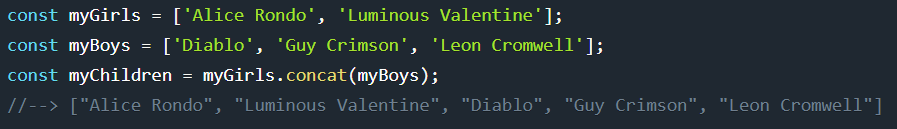 const myGirls = ['Alice Rondo', 'Luminous Valentine'];
const myBoys = ['Diablo', 'Guy Crimson', 'Leon Cromwell'];
const myChildren = myGirls.concat(myBoys);
//--> ["Alice Rondo", "Luminous Valentine", "Diablo", "Guy Crimson", "Leon Cromwell"]